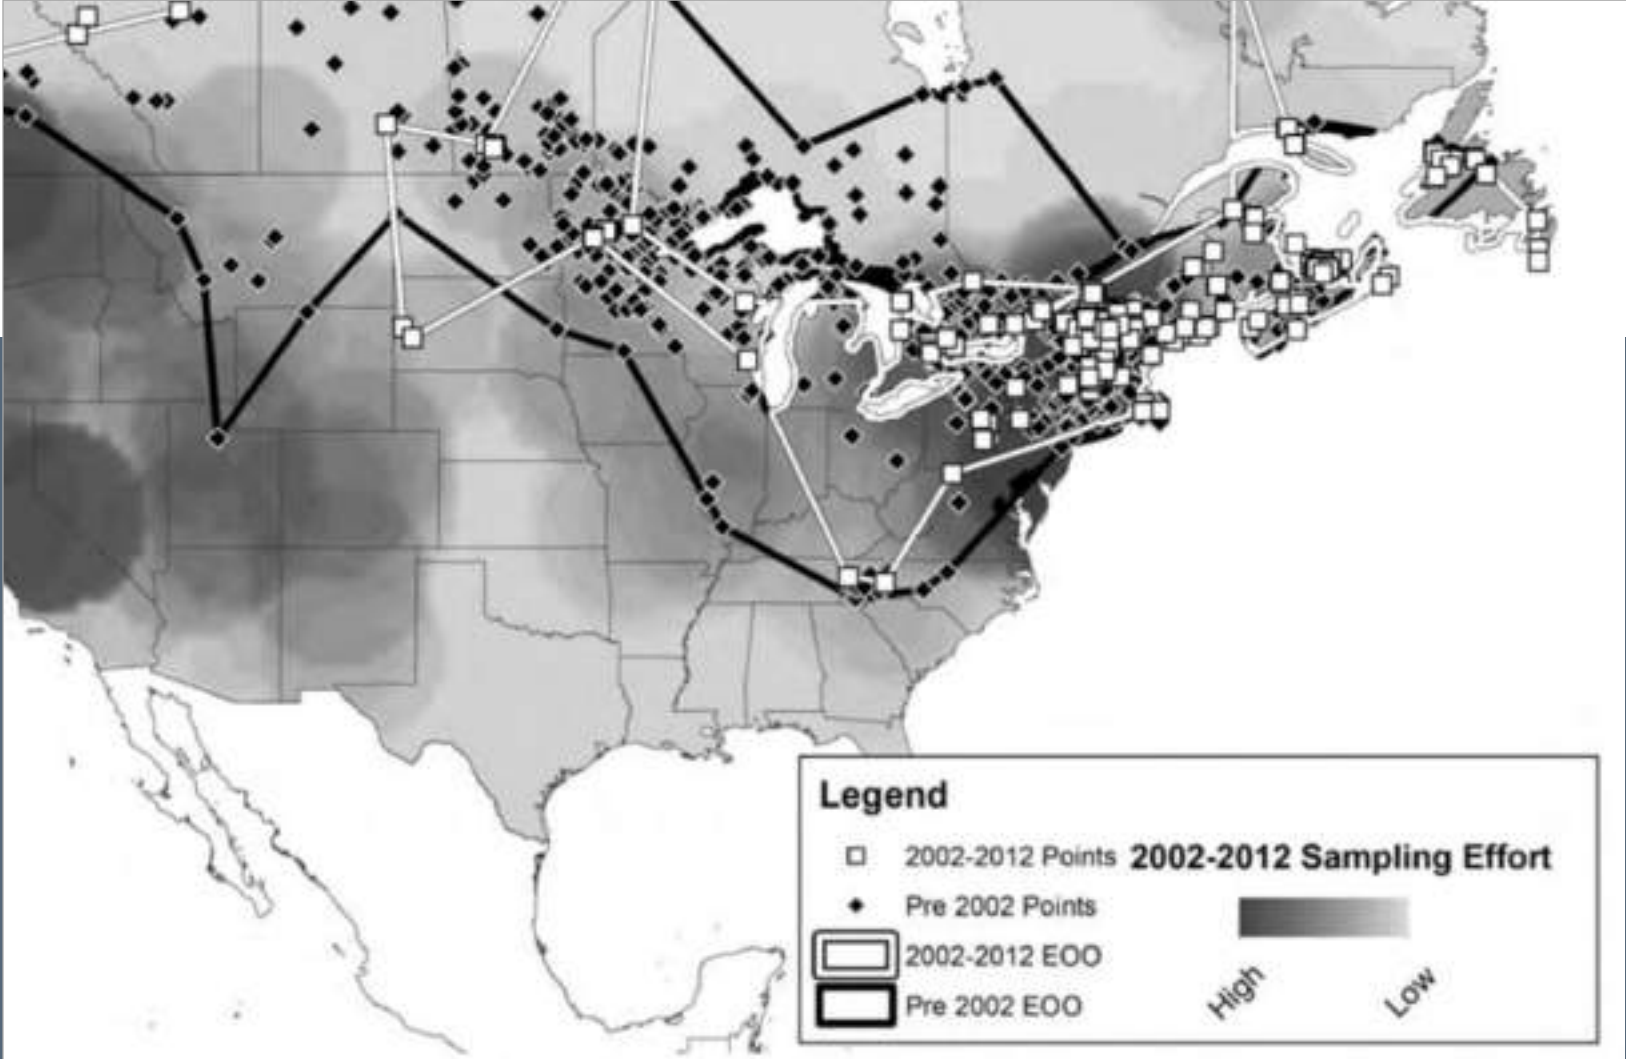 Legend
2002-2012 Points
2002-2012 Sampling Effort
Pre 2002 Points
2002-2012 EOO
Pre 2002 EOO
High
Low